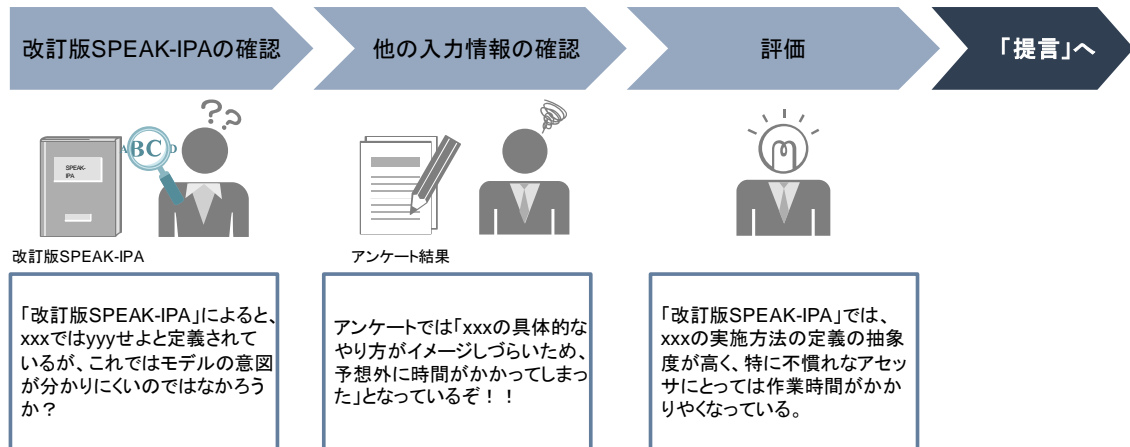 改訂版SPEAK-IPAの確認
他の入力情報の確認
評価
「提言」へ
??
SPEAK-
IPA
ABCD
改訂版SPEAK-IPA
アンケート結果
「改訂版SPEAK-IPA」によると、
xxxではyyyせよと定義されて
いるが、これではモデルの意図
が分かりにくいのではなかろう
か？
アンケートでは「xxxの具体的な
やり方がイメージしづらいため、
予想外に時間がかかってしまっ
た」となっているぞ！！
「改訂版SPEAK-IPA」では、
xxxの実施方法の定義の抽象
度が高く、特に不慣れなアセッ
サにとっては作業時間がかか
りやくなっている。